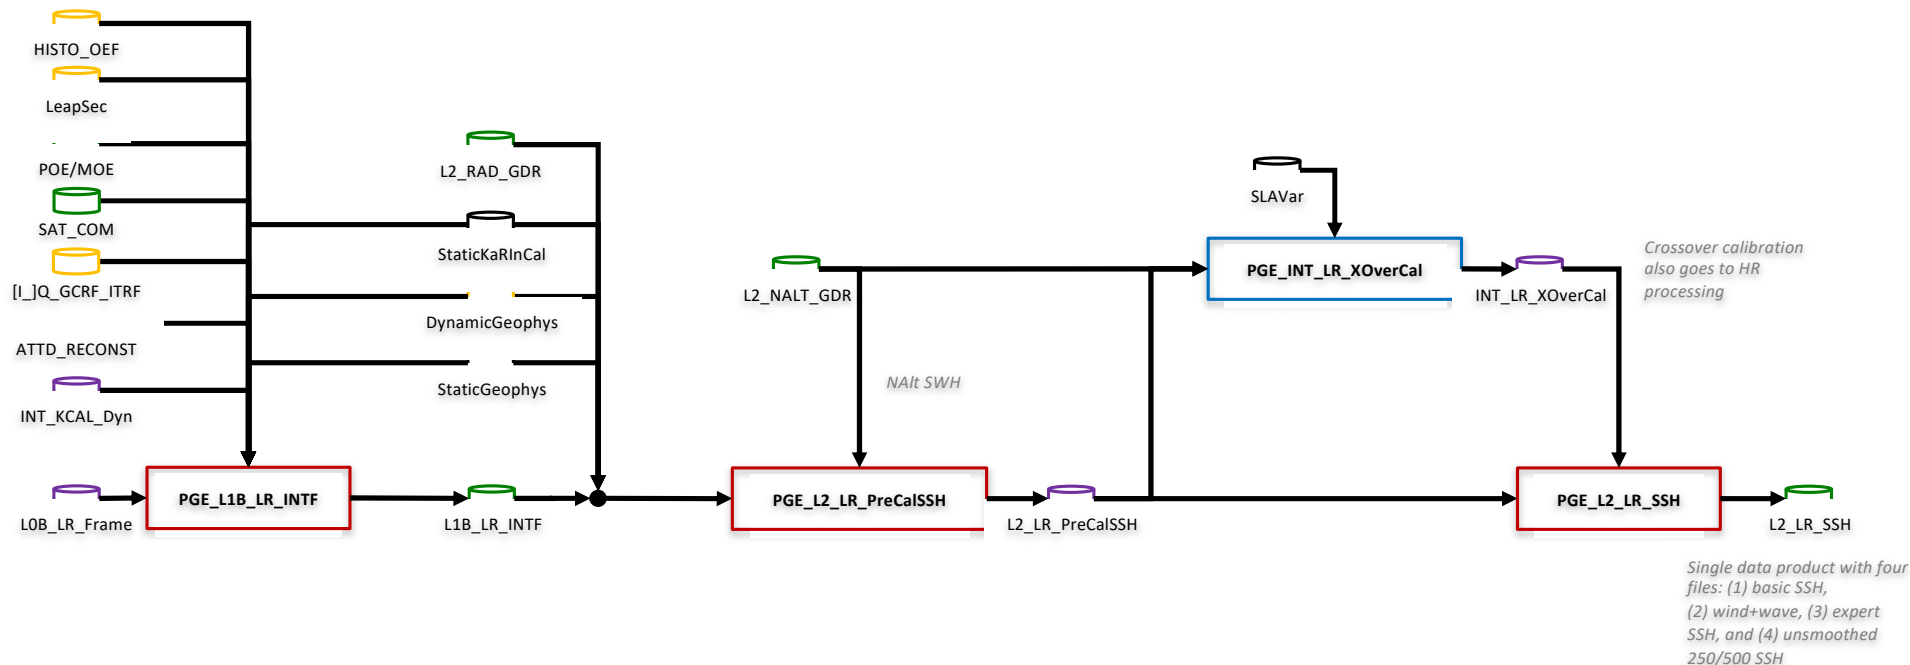 HISTO_OEF
LeapSec
POE/MOE
SAT_COM
[I_]Q_GCRF_ITRF
ATTD_RECONST
INT_KCAL_Dyn
L0B_LR_Frame
PGE_L1B_LR_INTF
L2_RAD_GDR
StaticKaRInCal
DynamicGeophys
StaticGeophys
L1B_LR_INTF
L2_NALT_GDR
NAlt SWH
PGE_L2_LR_PreCalSSH
L2_LR_PreCalSSH
SLAVar
PGE_INT_LR_XOverCal
INT_LR_XOverCal
Crossover calibration
also goes to HR
processing
PGE_L2_LR_SSH
L2_LR_SSH
Single data product with four
files: (1) basic SSH,
(2) wind+wave, (3) expert
SSH, and (4) unsmoothed
250/500 SSH